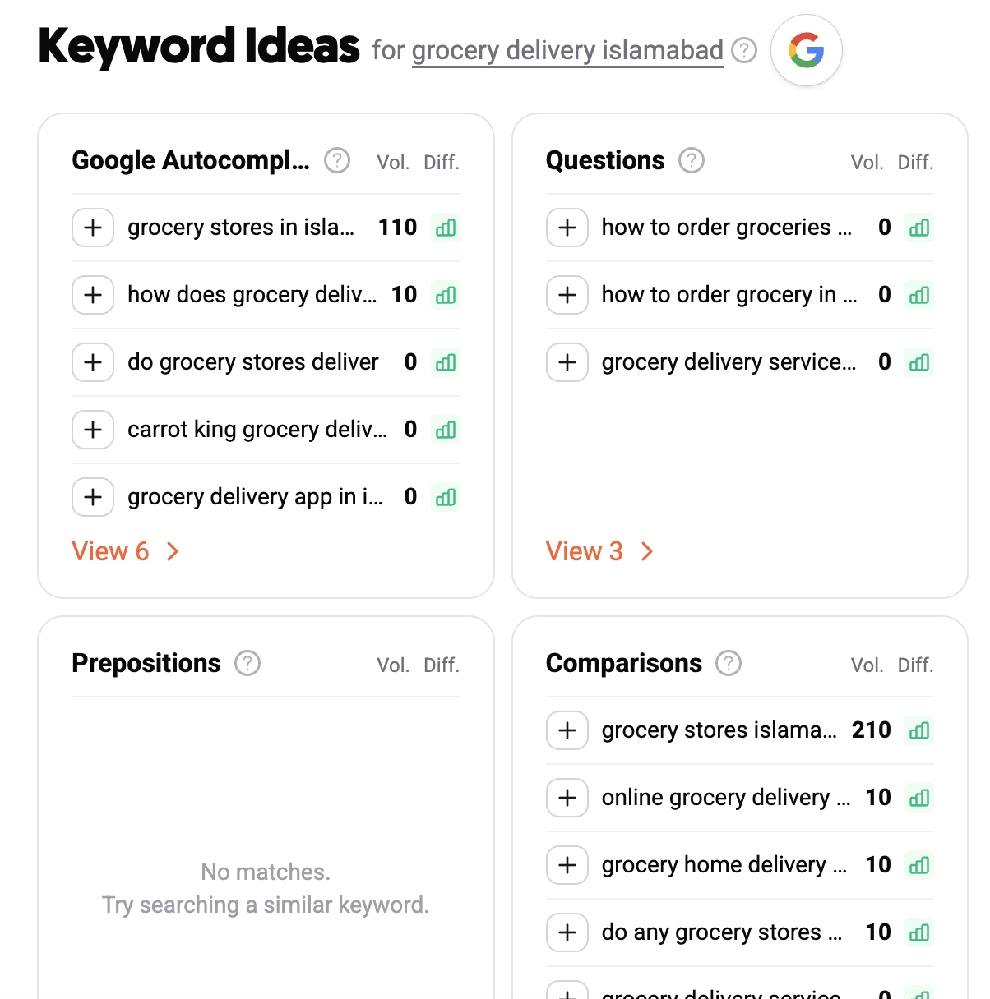 Keyword Ideas for grocery delivery islamabad ?
Google Autocompl... ? Vol. Diff.
grocery stores in isla... 110
how does grocery deliv... 10
do grocery stores deliver 0
carrot king grocery deliv... 0
grocery delivery app in i... 0
View 6
Questions ? Vol. Diff.
how to order groceries ... 0
how to order grocery in ... 0
grocery delivery service... 0
View 3
Prepositions ? Vol. Diff.
No matches.
Try searching a similar keyword.
Comparisons ? Vol. Diff.
grocery stores islama... 210
online grocery delivery ... 10
grocery home delivery ... 10
do any grocery stores ... 10
grocery delivery service 0